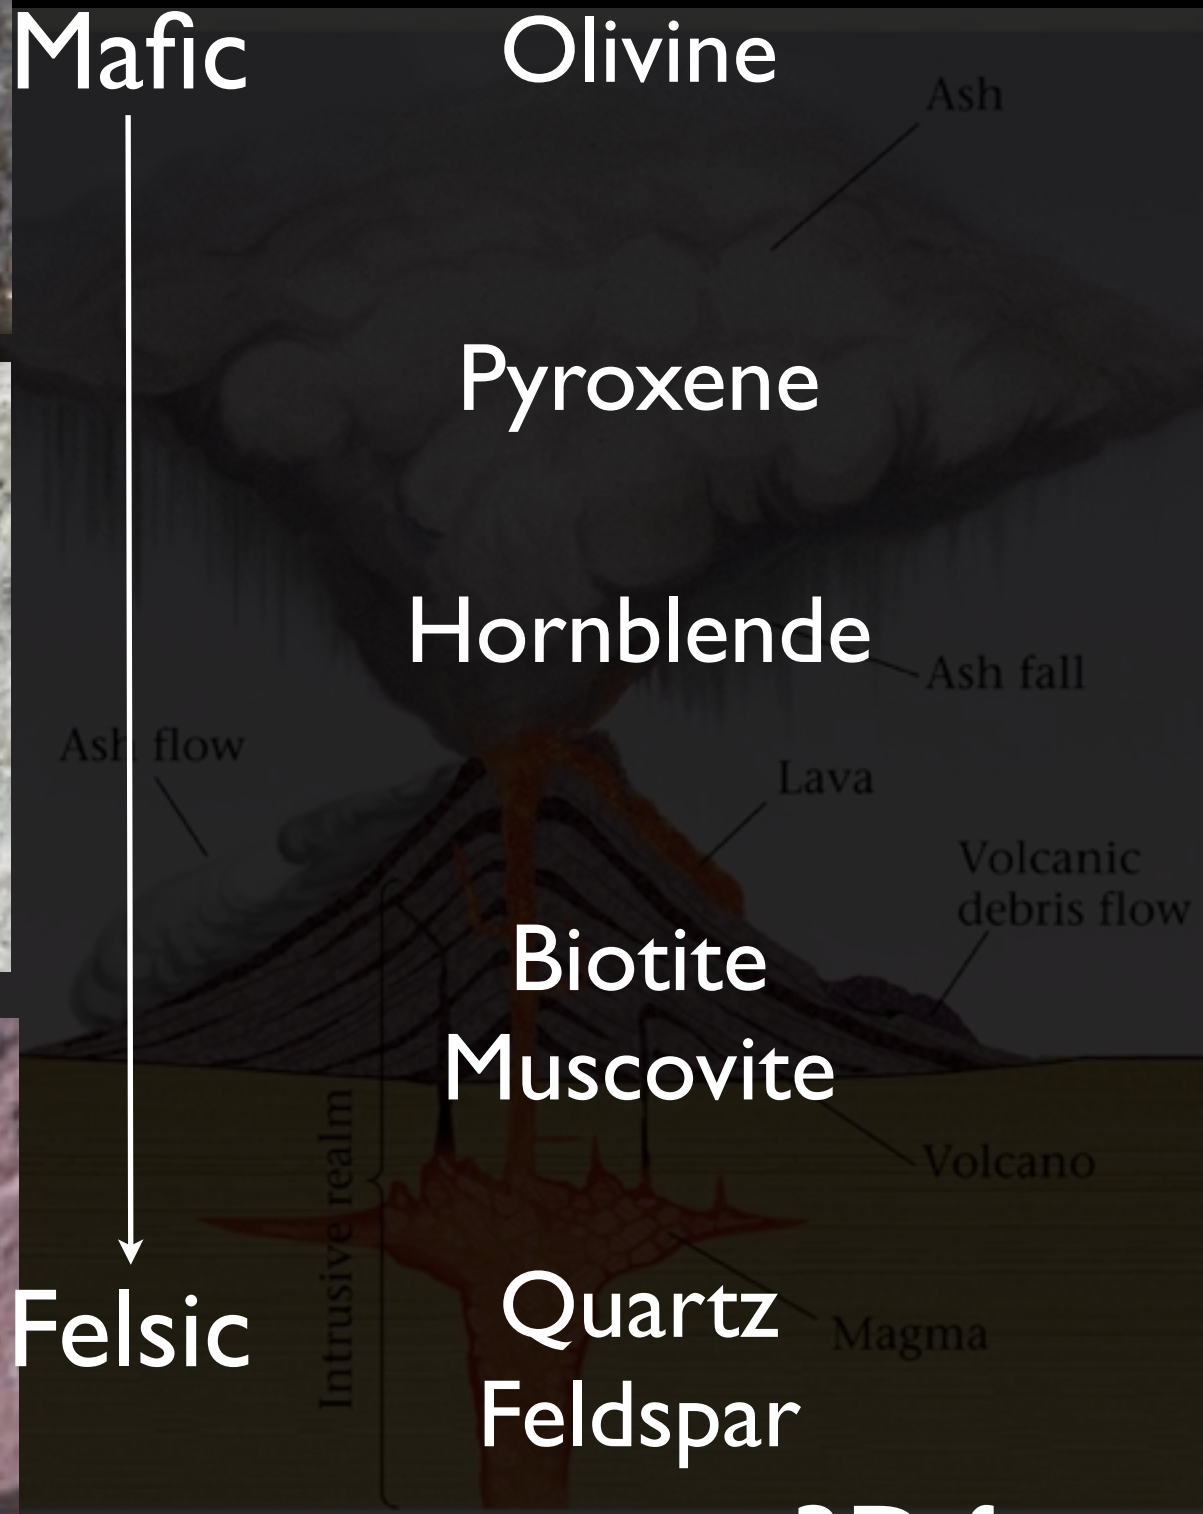 Mafic
Olivine
Ash
Pyroxene
Hornblende
Ash fall
Ash flow
Lava
Volcanic
debris flow
Biotite
Muscovite
Intrusive realm
Volcano
Quartz
Magma
Felsic
Feldspar